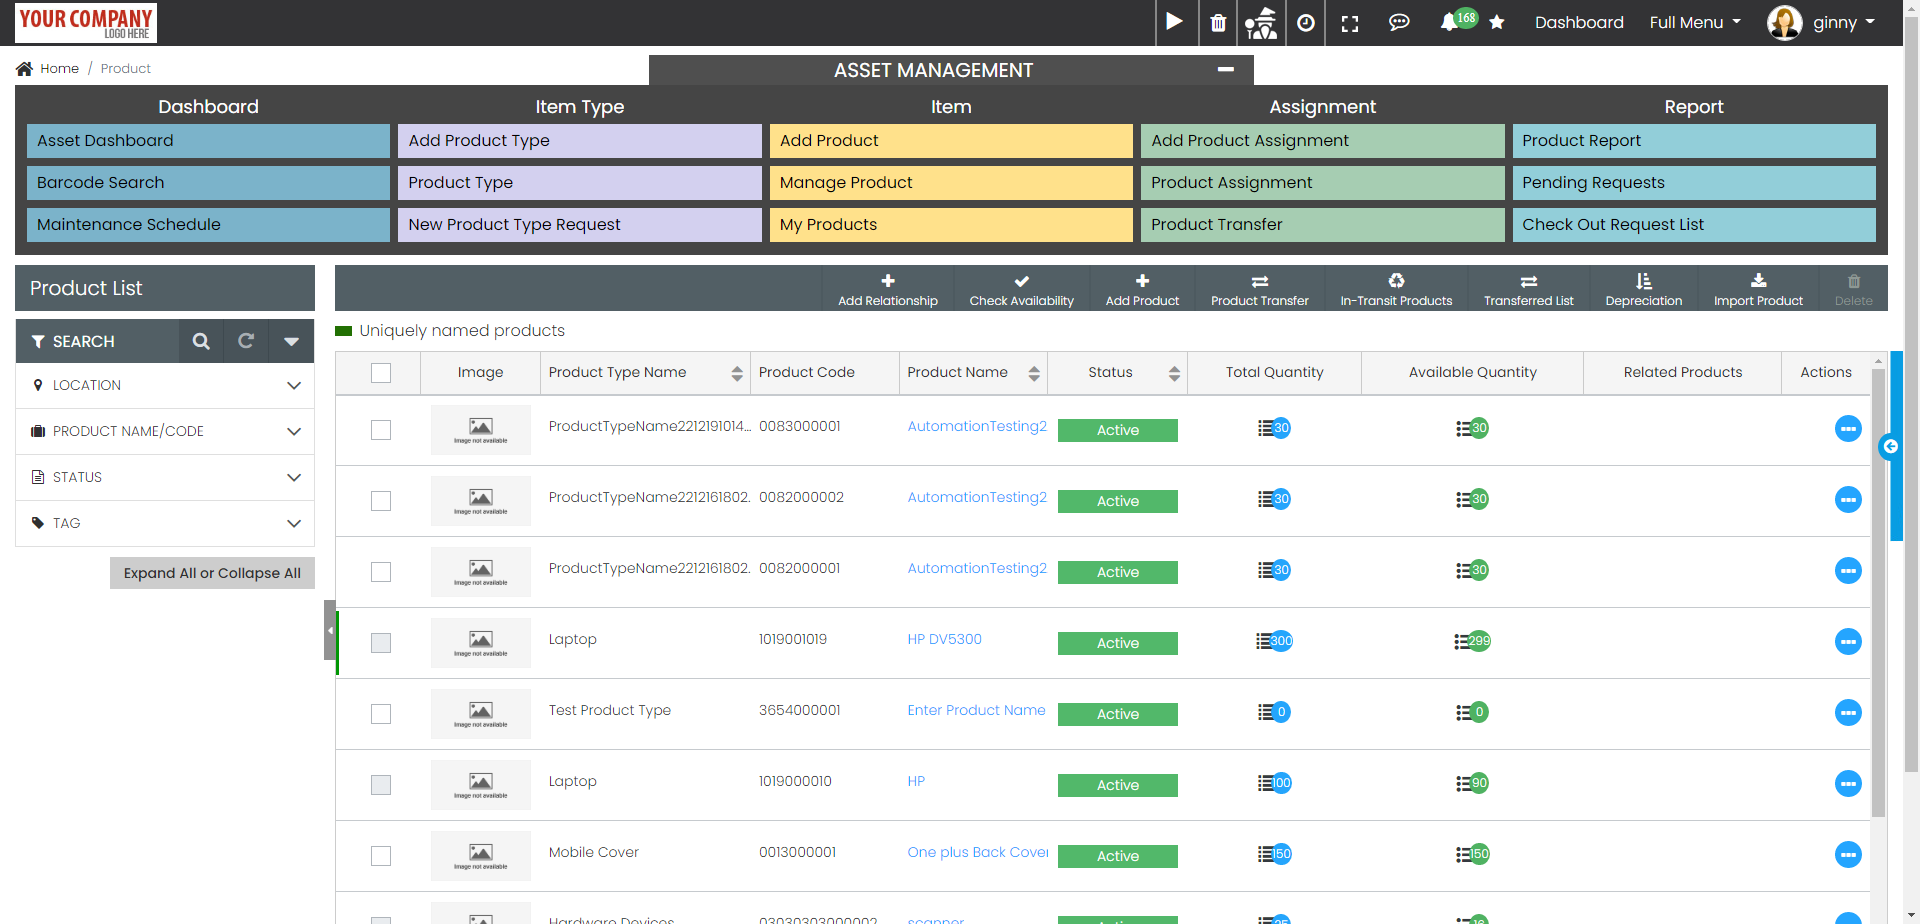 YOUR COMPANY
LOGO HERE
168
Dashboard
Full Menu
ginny
Home / Product
ASSET MANAGEMENT
Dashboard
Item Type
Item
Assignment
Report
Asset Dashboard
Add Product Type
Add Product
Add Product Assignment
Product Report
Barcode Search
Product Type
Manage Product
Product Assignment
Pending Requests
Maintenance Schedule
New Product Type Request
My Products
Product Transfer
Check Out Request List
Product List
Add Relationship
Check Availability
Add Product
Product Transfer
In-Transit Products
Transferred List
Depreciation
Import Product
Delete
SEARCH
LOCATION
PRODUCT NAME/CODE
STATUS
TAG
Expand All or Collapse All
Uniquely named products
Image
Product Type Name
Product Code
Product Name
Status
Total Quantity
Available Quantity
Related Products
Actions
Image not available
ProductTypeName2212191014...
0083000001
AutomationTesting2
Active
30
30
Image not available
ProductTypeName2212161802.
0082000002
AutomationTesting2
Active
30
30
Image not available
ProductTypeName2212161802.
0082000001
AutomationTesting2
Active
30
30
Image not available
Laptop
1019001019
HP DV5300
Active
300
299
Image not available
Test Product Type
3654000001
Enter Product Name
Active
0
0
Image not available
Laptop
1019000010
HP
Active
100
90
Image not available
Mobile Cover
0013000001
One plus Back Cover
Active
150
150
Hardware Devices
03030303000002
scanner